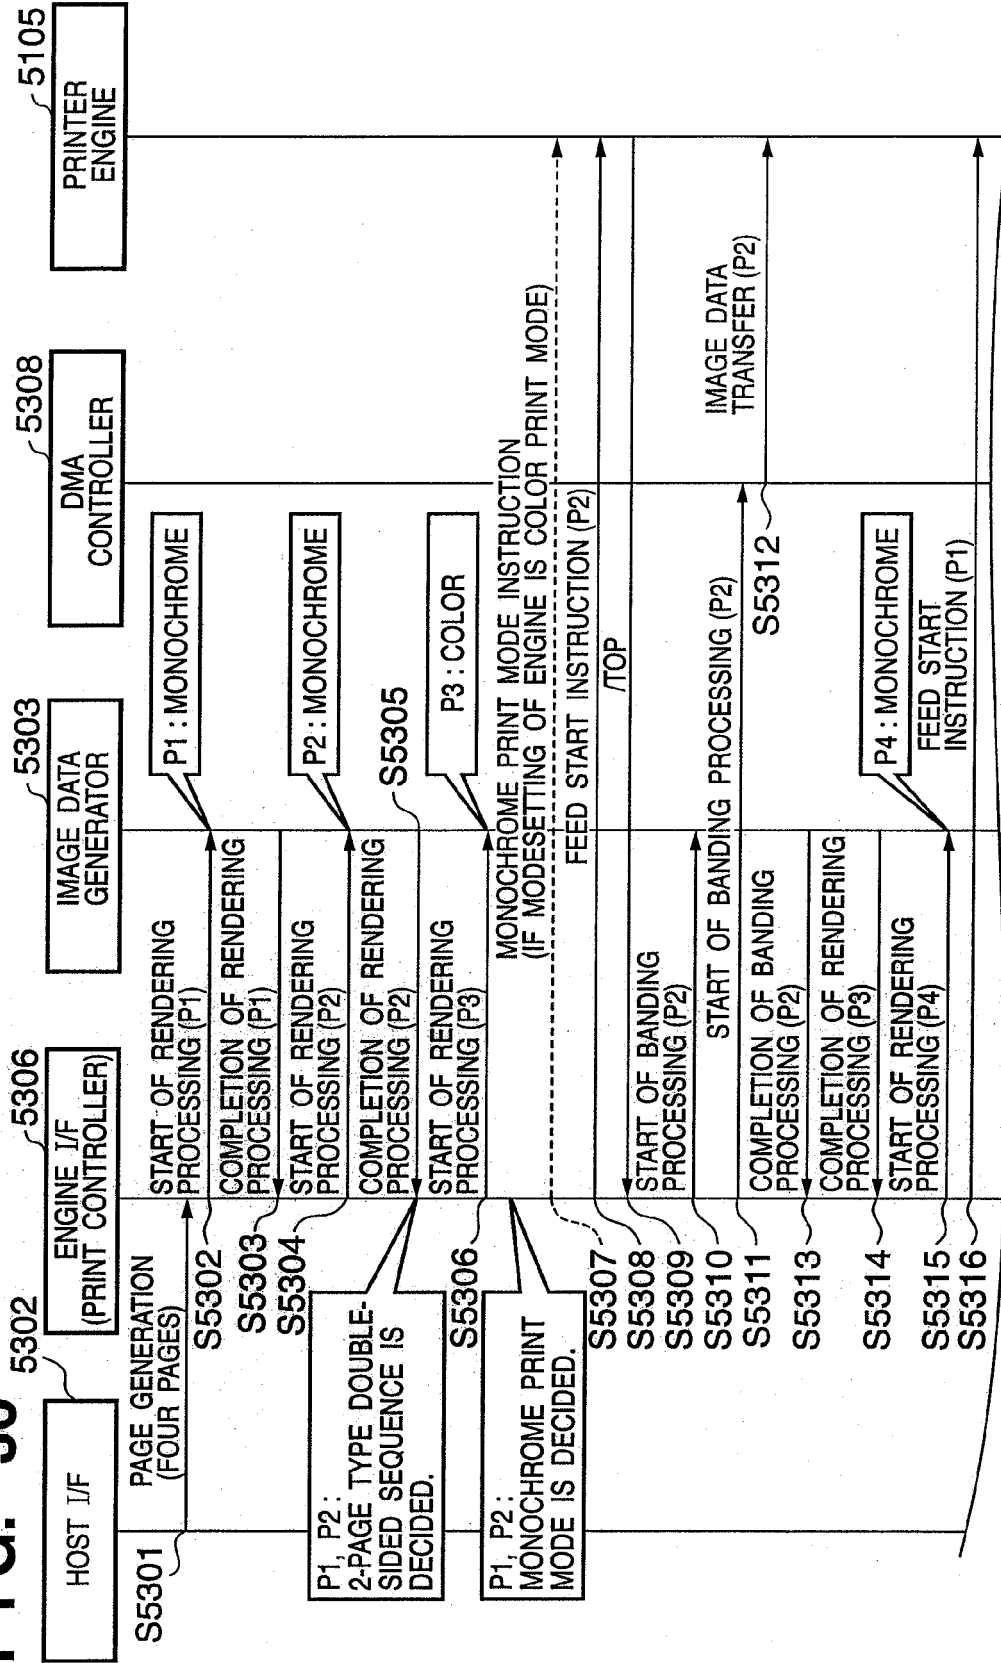 HOST I/F
5302
ENGINE I/F
(PRINT CONTROLLER)
5306
IMAGE DATA
GENERATOR
5303
DMA
CONTROLLER
5308
PRINTER
ENGINE
5105
S5301
PAGE GENERATION
(FOUR PAGES)
START OF RENDERING
PROCESSING (P1)
S5302
P1 : MONOCHROME
COMPLETION OF RENDERING
PROCESSING (P1)
S5303
START OF RENDERING
PROCESSING (P2)
S5304
P2 : MONOCHROME
COMPLETION OF RENDERING
PROCESSING (P2)
S5305
P1, P2 :
2-PAGE TYPE DOUBLE-
SIDED SEQUENCE IS
DECIDED.
START OF RENDERING
PROCESSING (P3)
S5306
P3 : COLOR
P1, P2 :
MONOCHROME PRINT
MODE IS DECIDED.
MONOCHROME PRINT MODE INSTRUCTION
(IF MODESETTING OF ENGINE IS COLOR PRINT MODE)
S5307
FEED START INSTRUCTION (P2)
S5308
/TOP
S5309
START OF BANDING
PROCESSING (P2)
S5310
START OF BANDING PROCESSING (P2)
S5311
IMAGE DATA
TRANSFER (P2)
S5312
COMPLETION OF BANDING
PROCESSING (P2)
S5313
COMPLETION OF RENDERING
PROCESSING (P3)
S5314
START OF RENDERING
PROCESSING (P4)
S5315
P4 : MONOCHROME
FEED START
INSTRUCTION (P1)
S5316